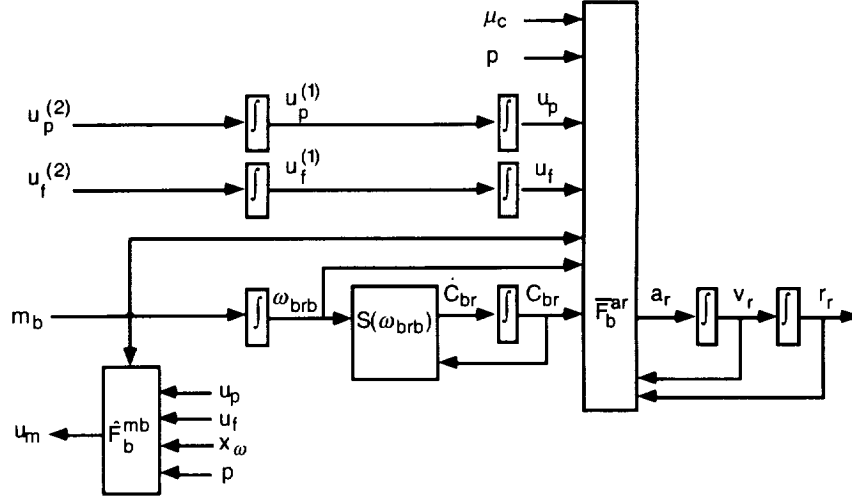 μ_c
p
u_p^(2) ∫ u_p^(1) ∫ u_p
u_f^(2) ∫ u_f^(1) ∫ u_f
m_b ∫ ω_brb S(ω_brb) Ċ_br ∫ C_br F̅_b^ar a_r ∫ v_r ∫ r_r
u_m F̂_b^mb u_p
u_f
x_ω
p